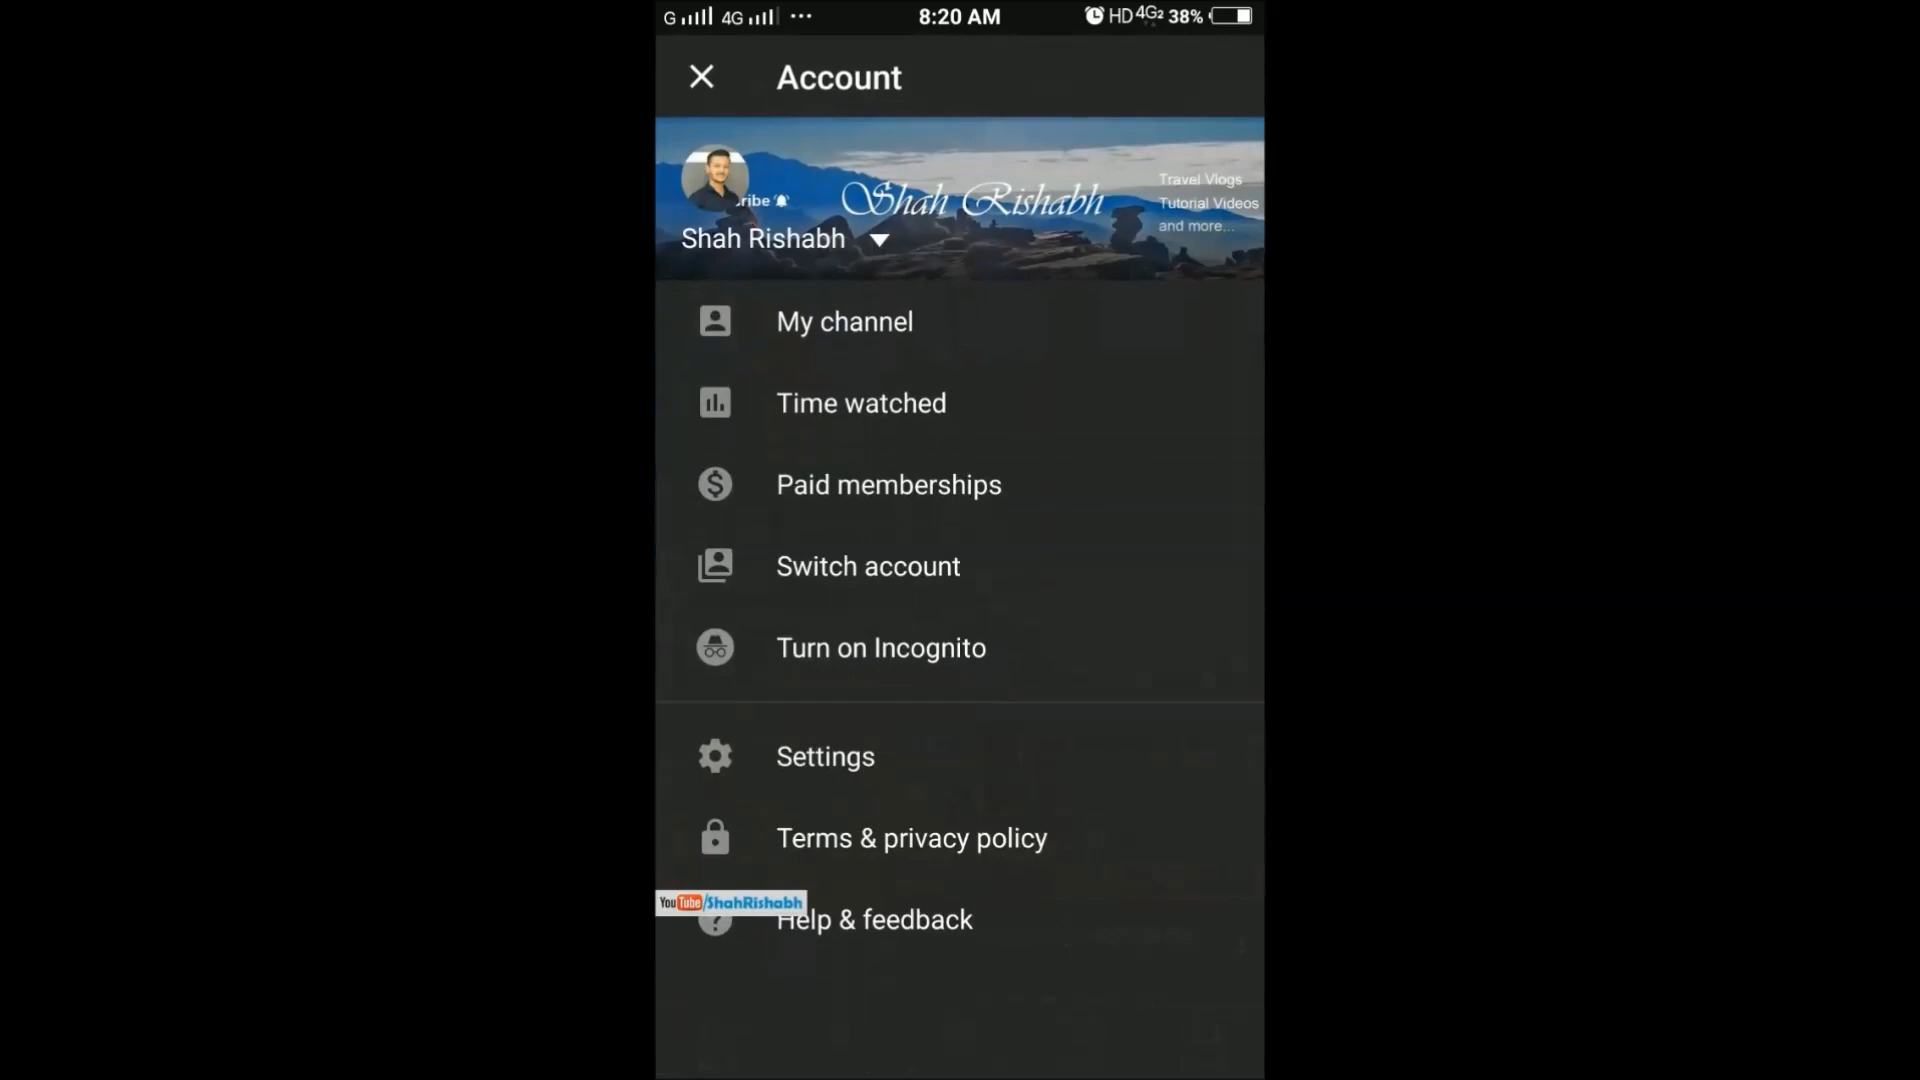 G 4G ... 8:20 AM HD 4G2 38%
Account
ribe
Shah Rishabh
Travel Vlogs
Tutorial Videos
and more...
Shah Rishabh
My channel
Time watched
Paid memberships
Switch account
Turn on Incognito
Settings
Terms & privacy policy
YouTube/ShahRishabh
Help & feedback